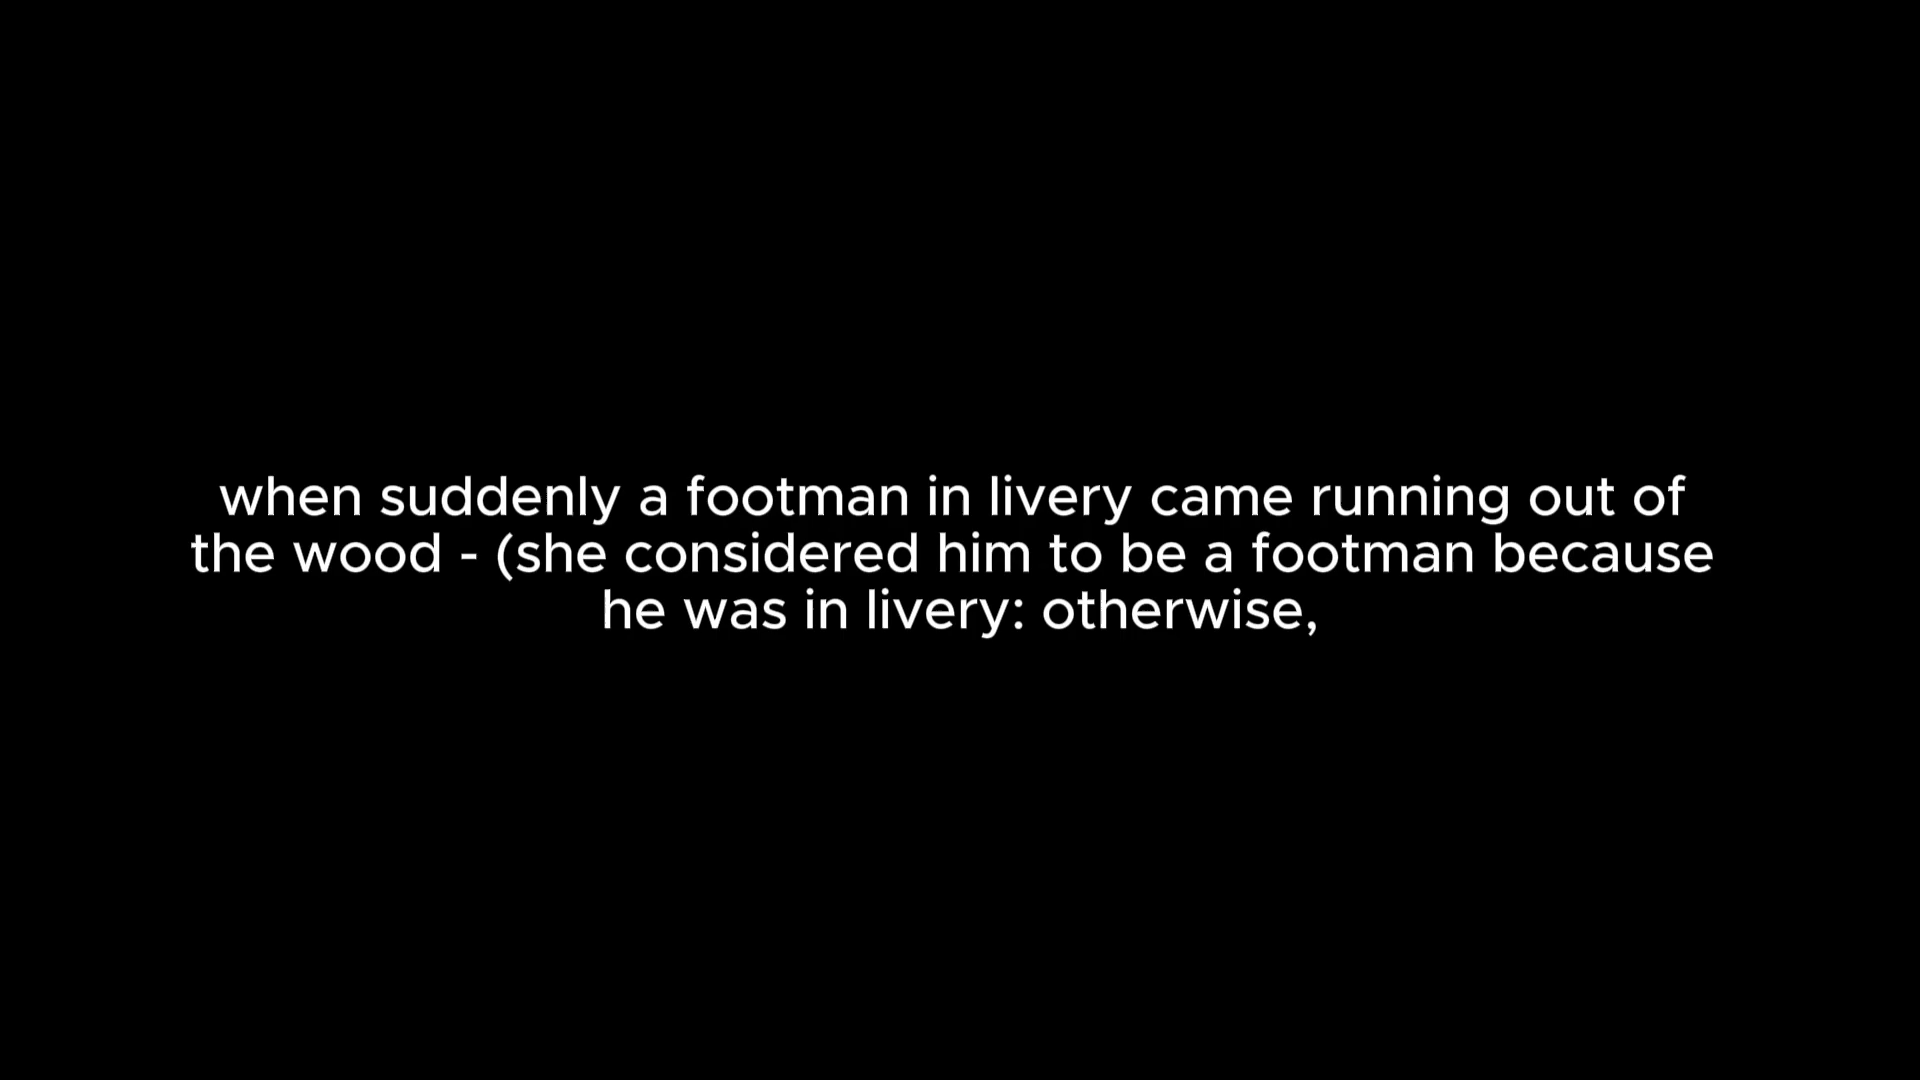 when suddenly a footman in livery came running out of
the wood - (she considered him to be a footman because
he was in livery: otherwise,